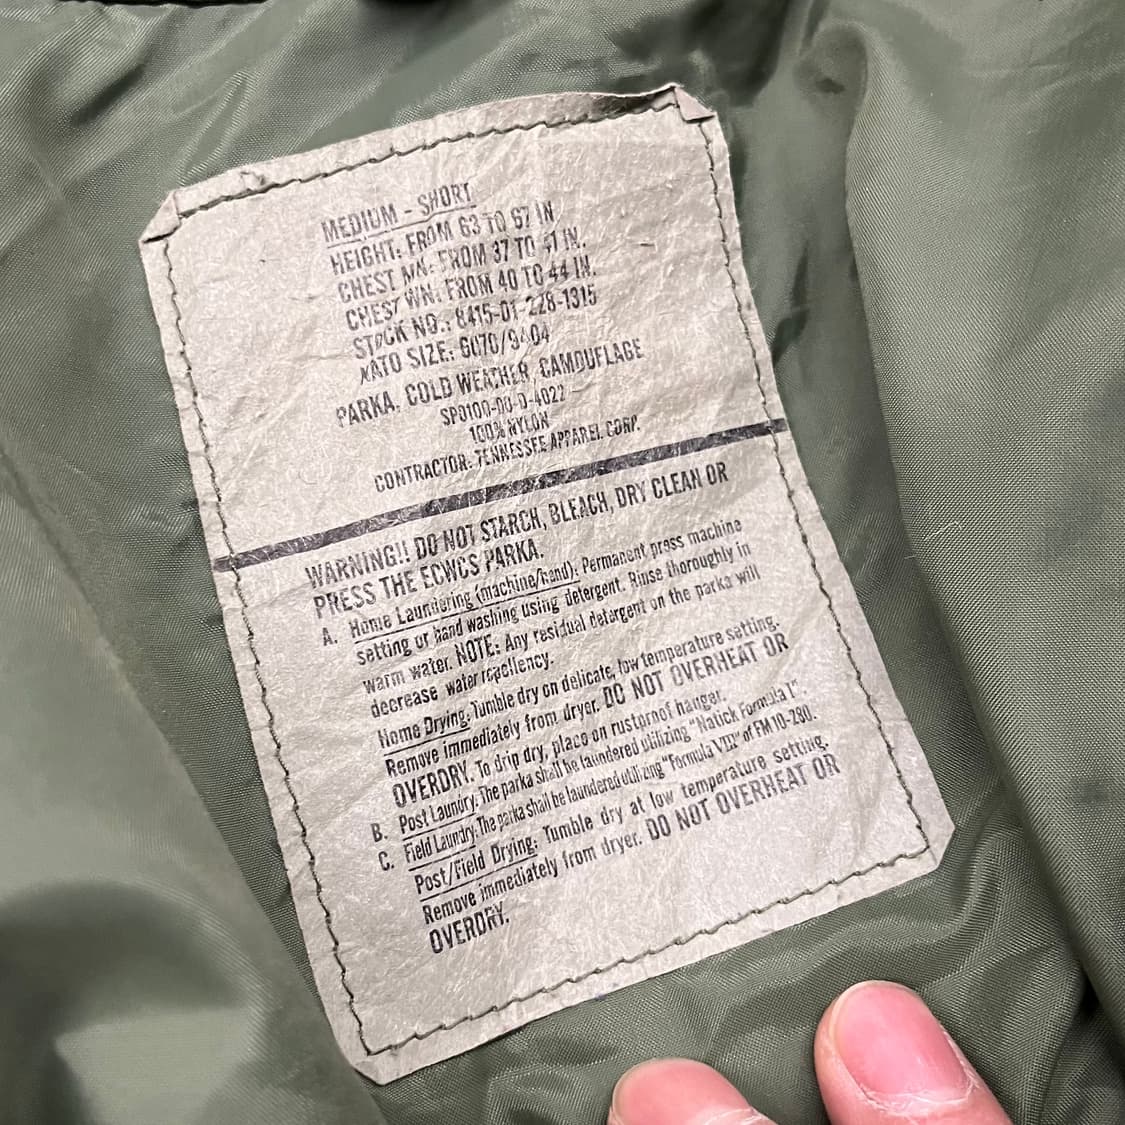 MEDIUM - SHORT
HEIGHT: FROM 63 TO 67 IN
CHEST MN: FROM 37 TO 41 IN.
CHEST WN: FROM 40 TO 44 IN.
STOCK NO.: 8415-01-228-1315
NATO SIZE: 6070/9404
PARKA, COLD WEATHER, CAMOUFLAGE
SP0100-00-D-4022
100% NYLON
CONTRACTOR: TENNESSEE APPAREL CORP.
WARNING!! DO NOT STARCH, BLEACH, DRY CLEAN OR
PRESS THE ECWCS PARKA.
A. Home Laundering (machine/hand): Permanent press machine
setting or hand washing using detergent. Rinse thoroughly in
warm water. NOTE: Any residual detergent on the parka will
decrease water repellency.
Home Drying: Tumble dry on delicate, low temperature setting.
Remove immediately from dryer. DO NOT OVERHEAT OR
OVERDRY. To drip dry, place on rustproof hanger.
B. Post Laundry: The parka shall be laundered utilizing "Natick Formula 1".
C. Field Laundry: The parka shall be laundered utilizing "Formula VIII" of FM 10-280.
Post/Field Drying: Tumble dry at low temperature setting.
Remove immediately from dryer. DO NOT OVERHEAT OR
OVERDRY.